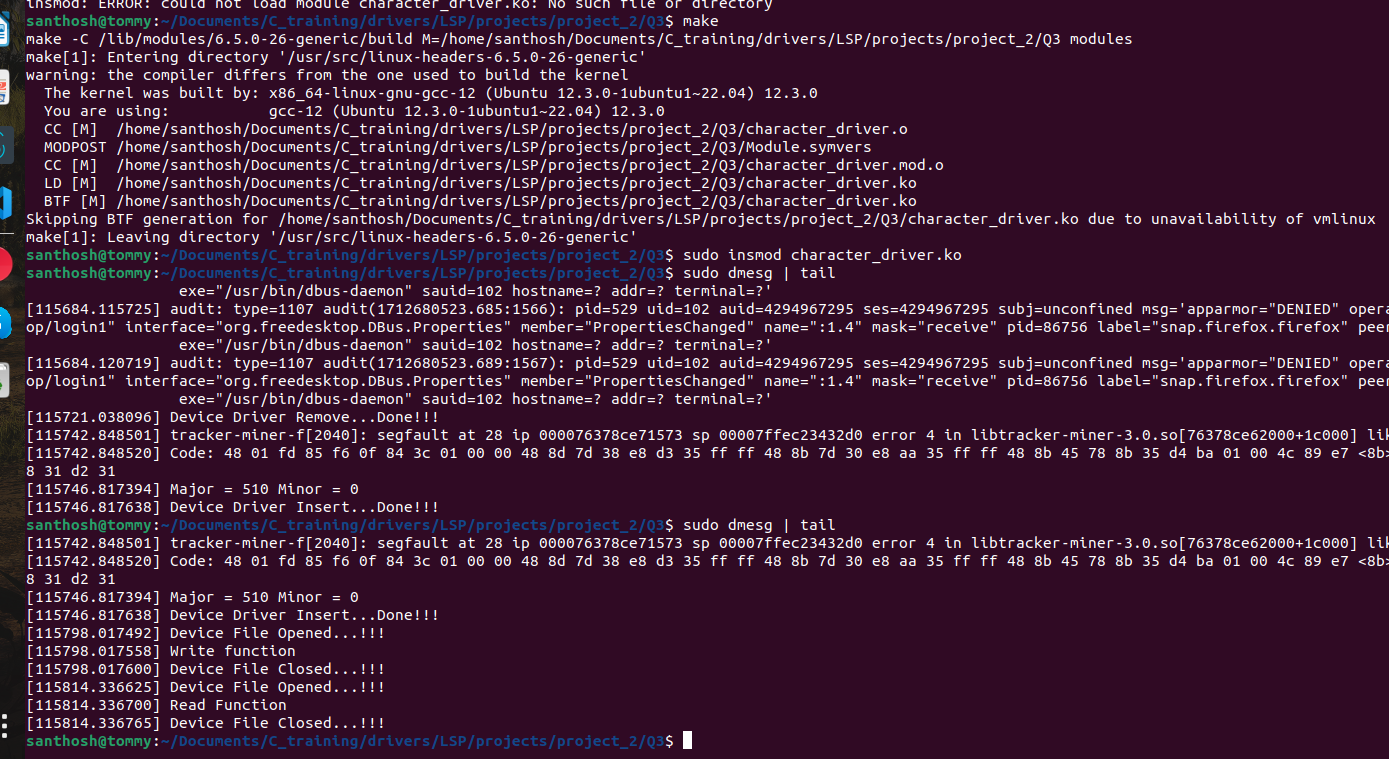 insmod: ERROR: could not load module character_driver.ko: No such file or directory
santhosh@tommy:~/Documents/C_training/drivers/LSP/projects/project_2/Q3$ make
make -C /lib/modules/6.5.0-26-generic/build M=/home/santhosh/Documents/C_training/drivers/LSP/projects/project_2/Q3 modules
make[1]: Entering directory '/usr/src/linux-headers-6.5.0-26-generic'
warning: the compiler differs from the one used to build the kernel
  The kernel was built by: x86_64-linux-gnu-gcc-12 (Ubuntu 12.3.0-1ubuntu1~22.04) 12.3.0
  You are using:           gcc-12 (Ubuntu 12.3.0-1ubuntu1~22.04) 12.3.0
  CC [M]  /home/santhosh/Documents/C_training/drivers/LSP/projects/project_2/Q3/character_driver.o
  MODPOST /home/santhosh/Documents/C_training/drivers/LSP/projects/project_2/Q3/Module.symvers
  CC [M]  /home/santhosh/Documents/C_training/drivers/LSP/projects/project_2/Q3/character_driver.mod.o
  LD [M]  /home/santhosh/Documents/C_training/drivers/LSP/projects/project_2/Q3/character_driver.ko
  BTF [M] /home/santhosh/Documents/C_training/drivers/LSP/projects/project_2/Q3/character_driver.ko
Skipping BTF generation for /home/santhosh/Documents/C_training/drivers/LSP/projects/project_2/Q3/character_driver.ko due to unavailability of vmlinux
make[1]: Leaving directory '/usr/src/linux-headers-6.5.0-26-generic'
santhosh@tommy:~/Documents/C_training/drivers/LSP/projects/project_2/Q3$ sudo insmod character_driver.ko
santhosh@tommy:~/Documents/C_training/drivers/LSP/projects/project_2/Q3$ sudo dmesg | tail
                 exe="/usr/bin/dbus-daemon" sauid=102 hostname=? addr=? terminal=?'
[115684.115725] audit: type=1107 audit(1712680523.685:1566): pid=529 uid=102 auid=4294967295 ses=4294967295 subj=unconfined msg='apparmor="DENIED" opera
op/login1" interface="org.freedesktop.DBus.Properties" member="PropertiesChanged" name=":1.4" mask="receive" pid=86756 label="snap.firefox.firefox" peer
                 exe="/usr/bin/dbus-daemon" sauid=102 hostname=? addr=? terminal=?'
[115684.120719] audit: type=1107 audit(1712680523.689:1567): pid=529 uid=102 auid=4294967295 ses=4294967295 subj=unconfined msg='apparmor="DENIED" opera
op/login1" interface="org.freedesktop.DBus.Properties" member="PropertiesChanged" name=":1.4" mask="receive" pid=86756 label="snap.firefox.firefox" peer
                 exe="/usr/bin/dbus-daemon" sauid=102 hostname=? addr=? terminal=?'
[115721.038096] Device Driver Remove...Done!!!
[115742.848501] tracker-miner-f[2040]: segfault at 28 ip 000076378ce71573 sp 00007ffec23432d0 error 4 in libtracker-miner-3.0.so[76378ce62000+1c000] lik
[115742.848520] Code: 48 01 fd 85 f6 0f 84 3c 01 00 00 48 8d 7d 38 e8 d3 35 ff ff 48 8b 7d 30 e8 aa 35 ff ff 48 8b 45 78 8b 35 d4 ba 01 00 4c 89 e7 <8b>
8 31 d2 31
[115746.817394] Major = 510 Minor = 0
[115746.817638] Device Driver Insert...Done!!!
santhosh@tommy:~/Documents/C_training/drivers/LSP/projects/project_2/Q3$ sudo dmesg | tail
[115742.848501] tracker-miner-f[2040]: segfault at 28 ip 000076378ce71573 sp 00007ffec23432d0 error 4 in libtracker-miner-3.0.so[76378ce62000+1c000] lik
[115742.848520] Code: 48 01 fd 85 f6 0f 84 3c 01 00 00 48 8d 7d 38 e8 d3 35 ff ff 48 8b 7d 30 e8 aa 35 ff ff 48 8b 45 78 8b 35 d4 ba 01 00 4c 89 e7 <8b>
8 31 d2 31
[115746.817394] Major = 510 Minor = 0
[115746.817638] Device Driver Insert...Done!!!
[115798.017492] Device File Opened...!!!
[115798.017558] Write function
[115798.017600] Device File Closed...!!!
[115814.336625] Device File Opened...!!!
[115814.336700] Read Function
[115814.336765] Device File Closed...!!!
santhosh@tommy:~/Documents/C_training/drivers/LSP/projects/project_2/Q3$